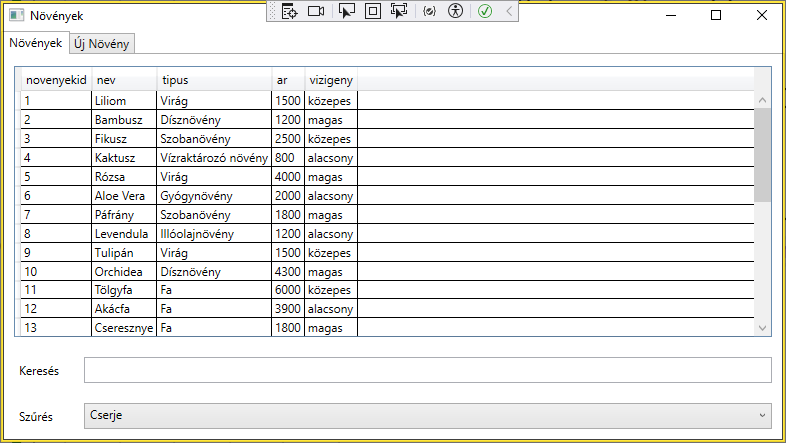 Növények
Növények Új Növény
novenyekid nev tipus ar vizigeny
1 Liliom Virág 1500 közepes
2 Bambusz Dísznövény 1200 magas
3 Fikusz Szobanövény 2500 közepes
4 Kaktusz Vízraktározó növény 800 alacsony
5 Rózsa Virág 4000 magas
6 Aloe Vera Gyógynövény 2000 alacsony
7 Páfrány Szobanövény 1800 magas
8 Levendula Illóolajnövény 1200 alacsony
9 Tulipán Virág 1500 közepes
10 Orchidea Dísznövény 4300 magas
11 Tölgyfa Fa 6000 közepes
12 Akácfa Fa 3900 alacsony
13 Cseresznye Fa 1800 magas
Keresés
Szűrés Cserje